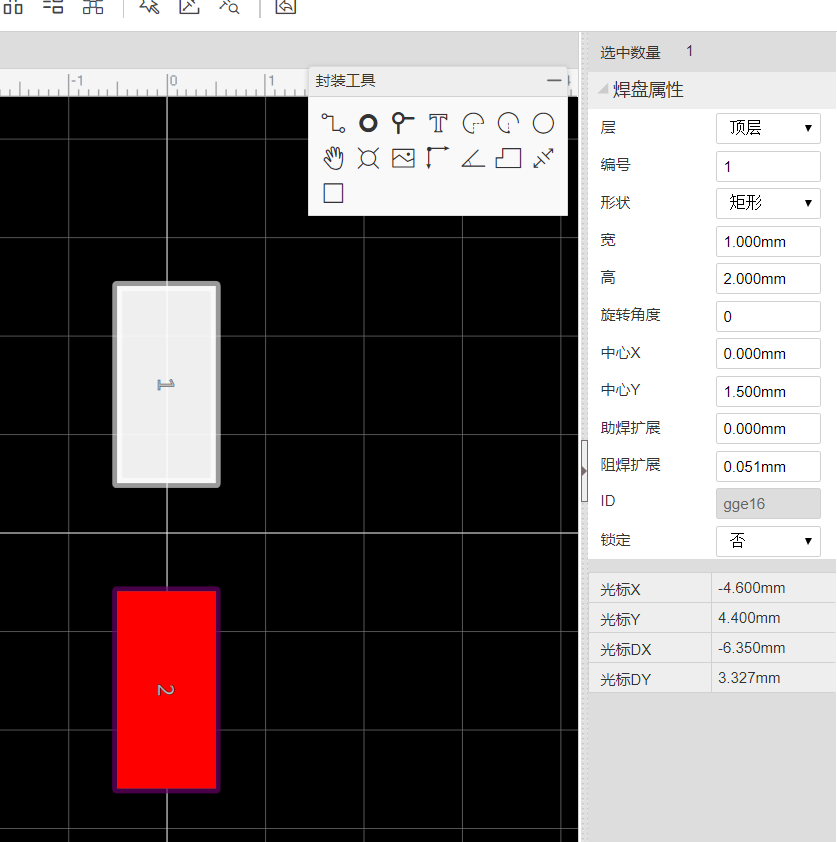 选中数量 1
-1 0 1
封装工具
焊盘属性
层 顶层
编号 1
形状 矩形
宽 1.000mm
高 2.000mm
旋转角度 0
中心X 0.000mm
中心Y 1.500mm
助焊扩展 0.000mm
阻焊扩展 0.051mm
ID gge16
锁定 否
光标X -4.600mm
光标Y 4.400mm
光标DX -6.350mm
光标DY 3.327mm
1
2